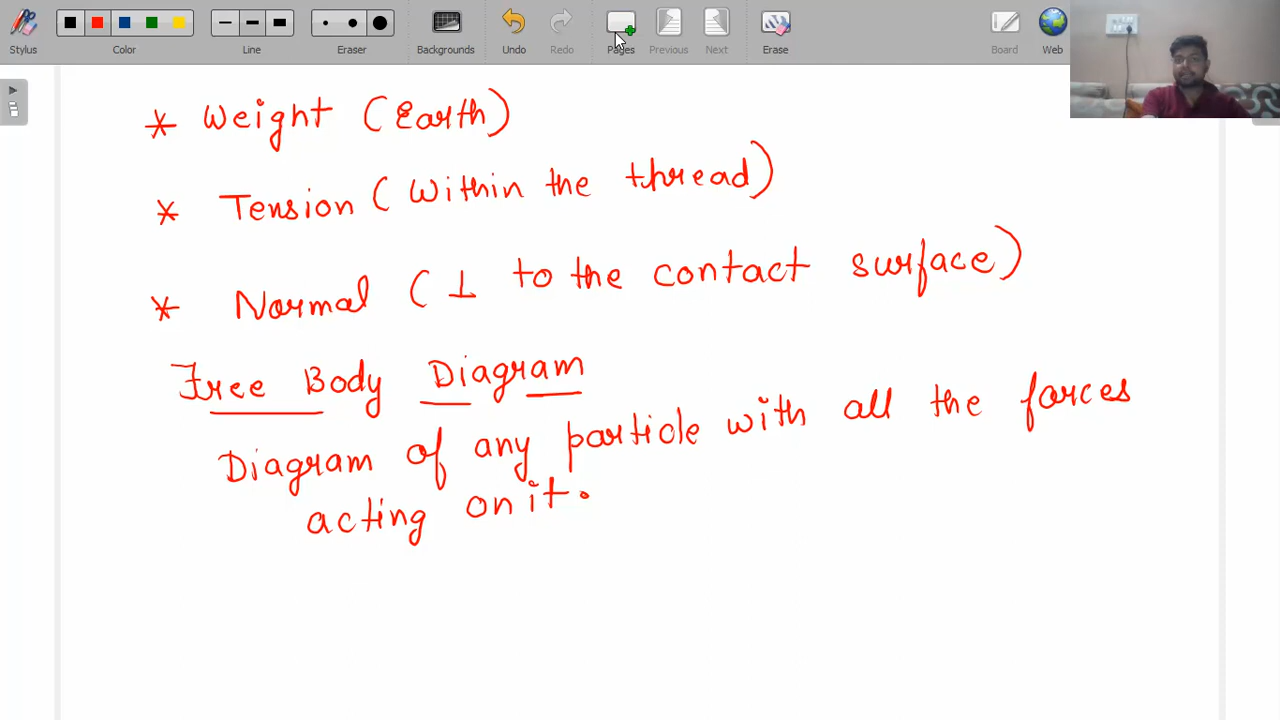 Stylus
Color
Line
Eraser
Backgrounds
Undo
Redo
Pages
Previous
Next
Erase
Board
Web
* Weight (Earth)
* Tension (Within the thread)
* Normal (⊥ to the contact surface)
Free Body Diagram
Diagram of any particle with all the forces
acting on it.